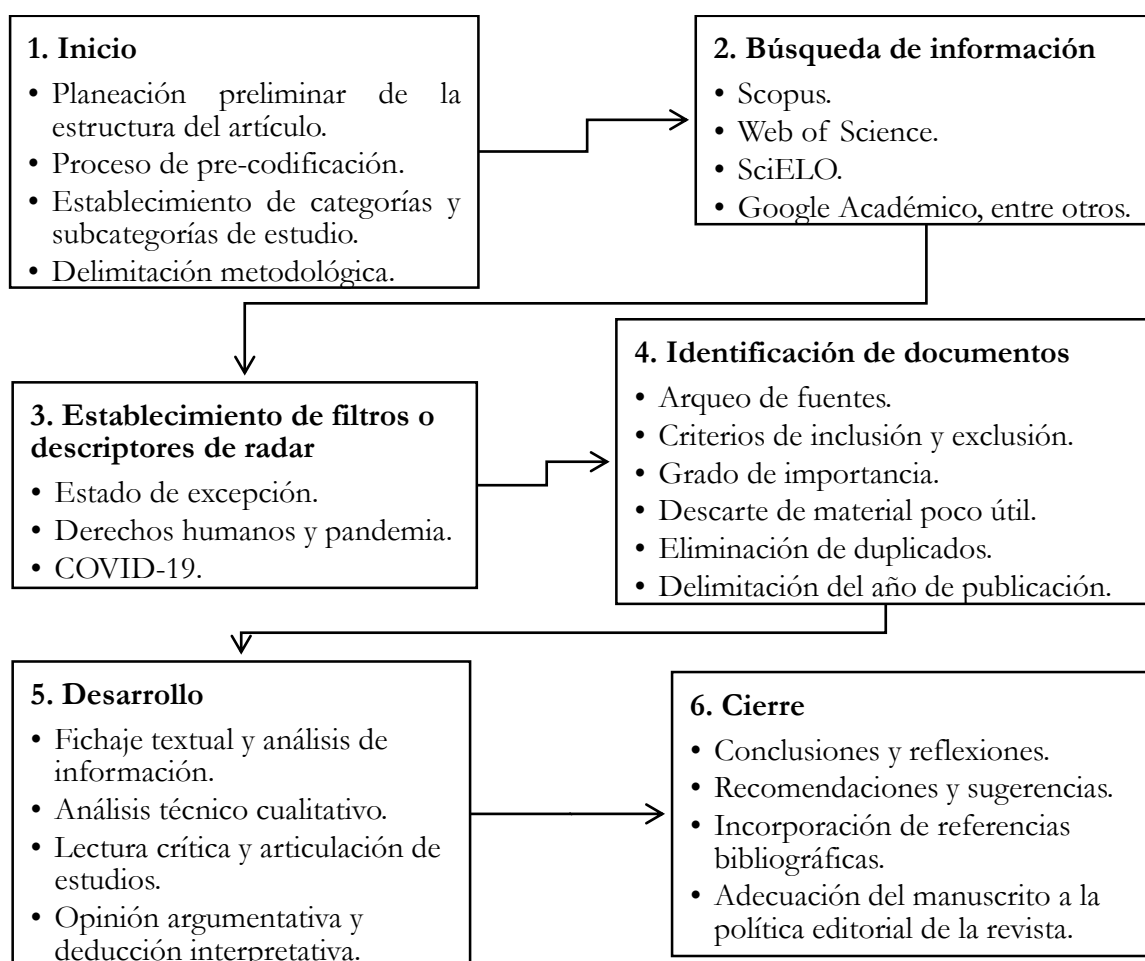 1. Inicio
• Planeación preliminar de la
estructura del artículo.
• Proceso de pre-codificación.
• Establecimiento de categorías y
subcategorías de estudio.
• Delimitación metodológica.
2. Búsqueda de información
• Scopus.
• Web of Science.
• SciELO.
• Google Académico, entre otros.
3. Establecimiento de filtros o
descriptores de radar
• Estado de excepción.
• Derechos humanos y pandemia.
• COVID-19.
4. Identificación de documentos
• Arqueo de fuentes.
• Criterios de inclusión y exclusión.
• Grado de importancia.
• Descarte de material poco útil.
• Eliminación de duplicados.
• Delimitación del año de publicación.
5. Desarrollo
• Fichaje textual y análisis de
información.
• Análisis técnico cualitativo.
• Lectura crítica y articulación de
estudios.
• Opinión argumentativa y
deducción interpretativa.
6. Cierre
• Conclusiones y reflexiones.
• Recomendaciones y sugerencias.
• Incorporación de referencias
bibliográficas.
• Adecuación del manuscrito a la
política editorial de la revista.